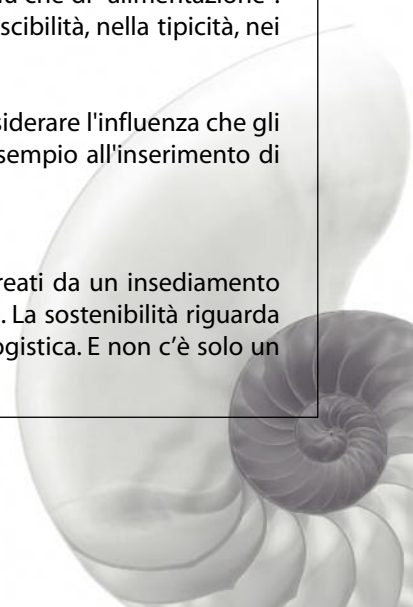 che di "alimentazione".
scibilità, nella tipicità, nei
siderare l'influenza che gli
sempio all'inserimento di
reati da un insediamento
. La sostenibilità riguarda
ogistica. E non c'è solo un